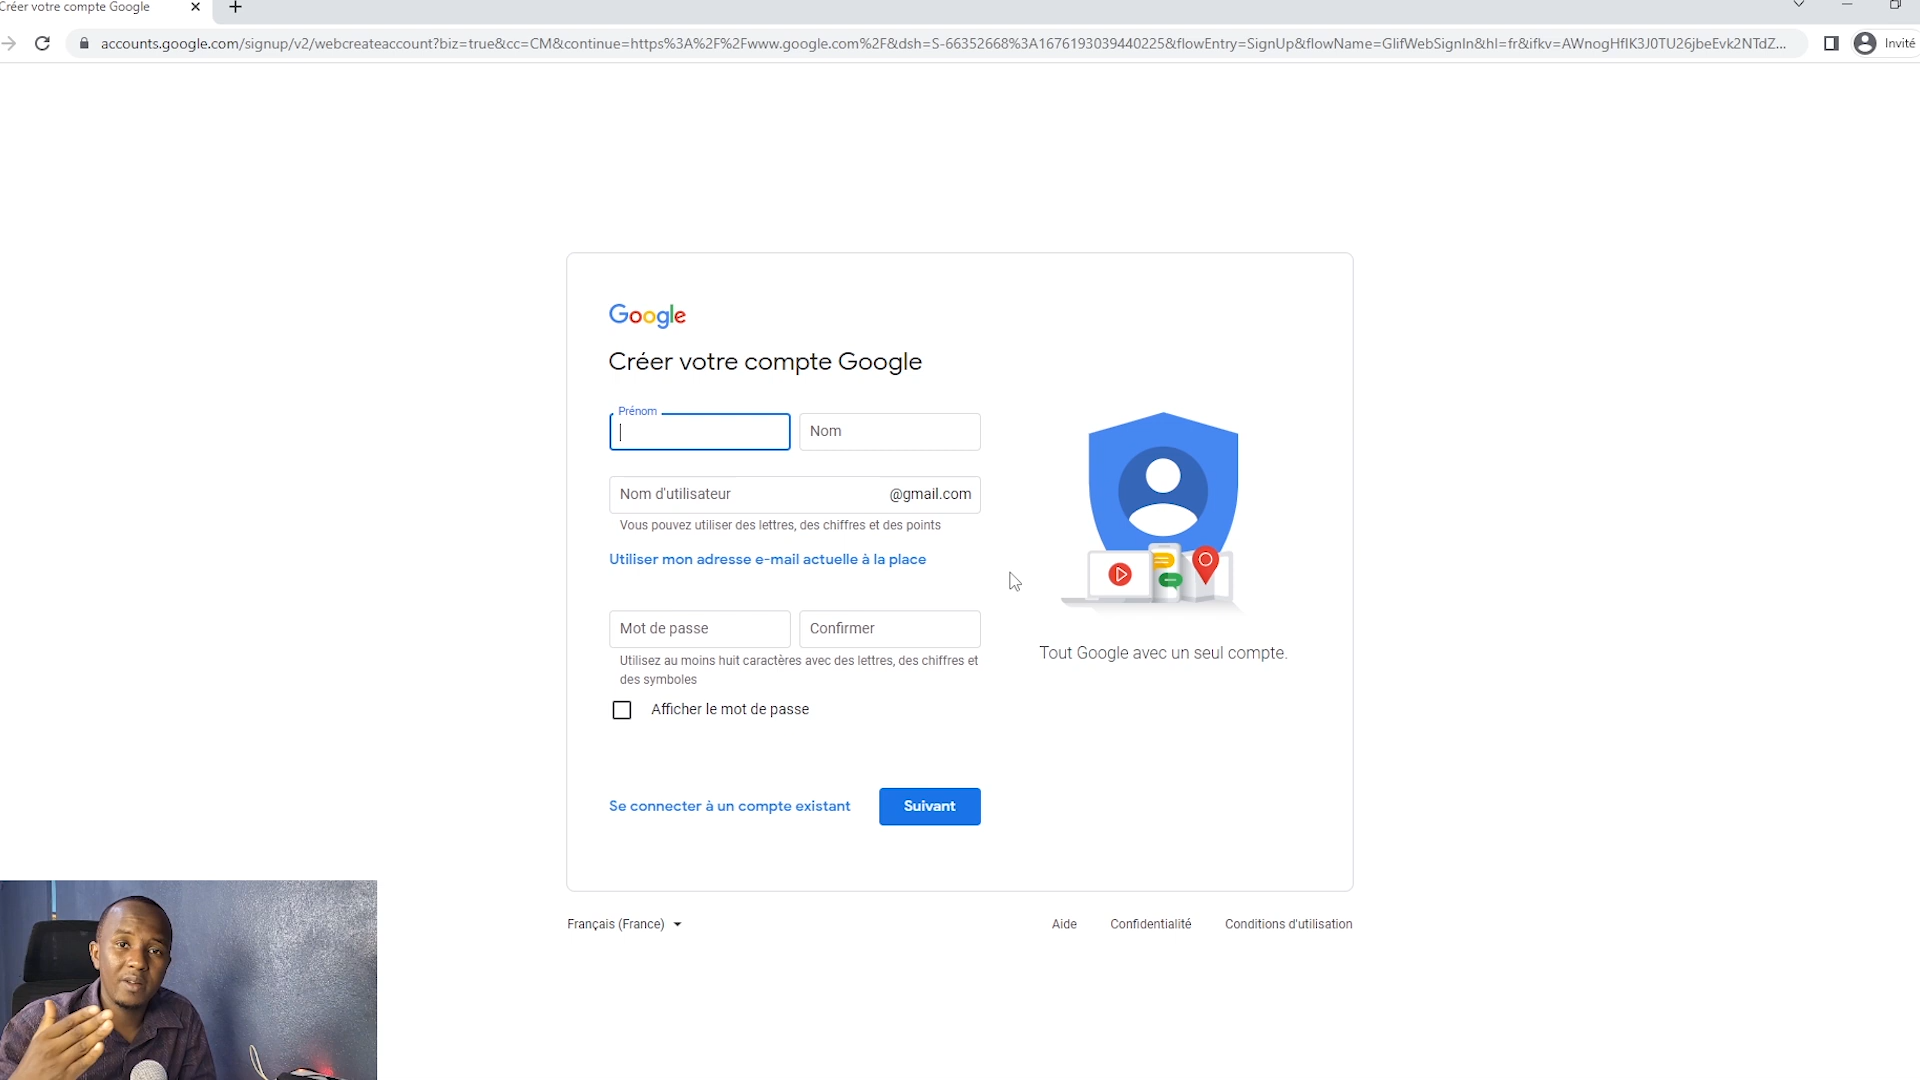 Créer votre compte Google
accounts.google.com/signup/v2/webcreateaccount?biz=true&cc=CM&continue=https%3A%2F%2Fwww.google.com%2F&dsh=S-66352668%3A1676193039440225&flowEntry=SignUp&flowName=GlifWebSignIn&hl=fr&ifkv=AWnogHfIK3J0TU26jbeEvk2NTdZ...
Invité
Google
Créer votre compte Google
Prénom
Nom
Nom d'utilisateur
@gmail.com
Vous pouvez utiliser des lettres, des chiffres et des points
Utiliser mon adresse e-mail actuelle à la place
Mot de passe
Confirmer
Utilisez au moins huit caractères avec des lettres, des chiffres et
des symboles
Afficher le mot de passe
Tout Google avec un seul compte.
Se connecter à un compte existant
Suivant
Français (France)
Aide
Confidentialité
Conditions d'utilisation